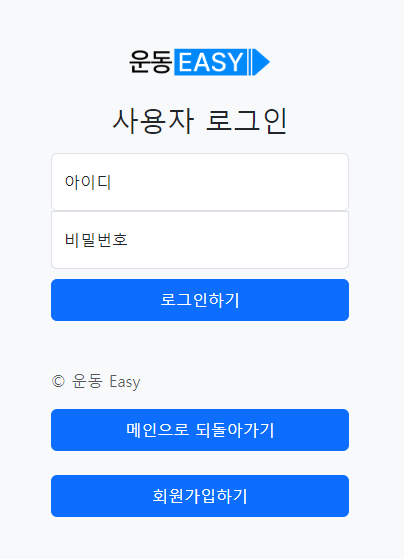 운동EASY
사용자 로그인
아이디
비밀번호
로그인하기
© 운동 Easy
메인으로 되돌아가기
회원가입하기